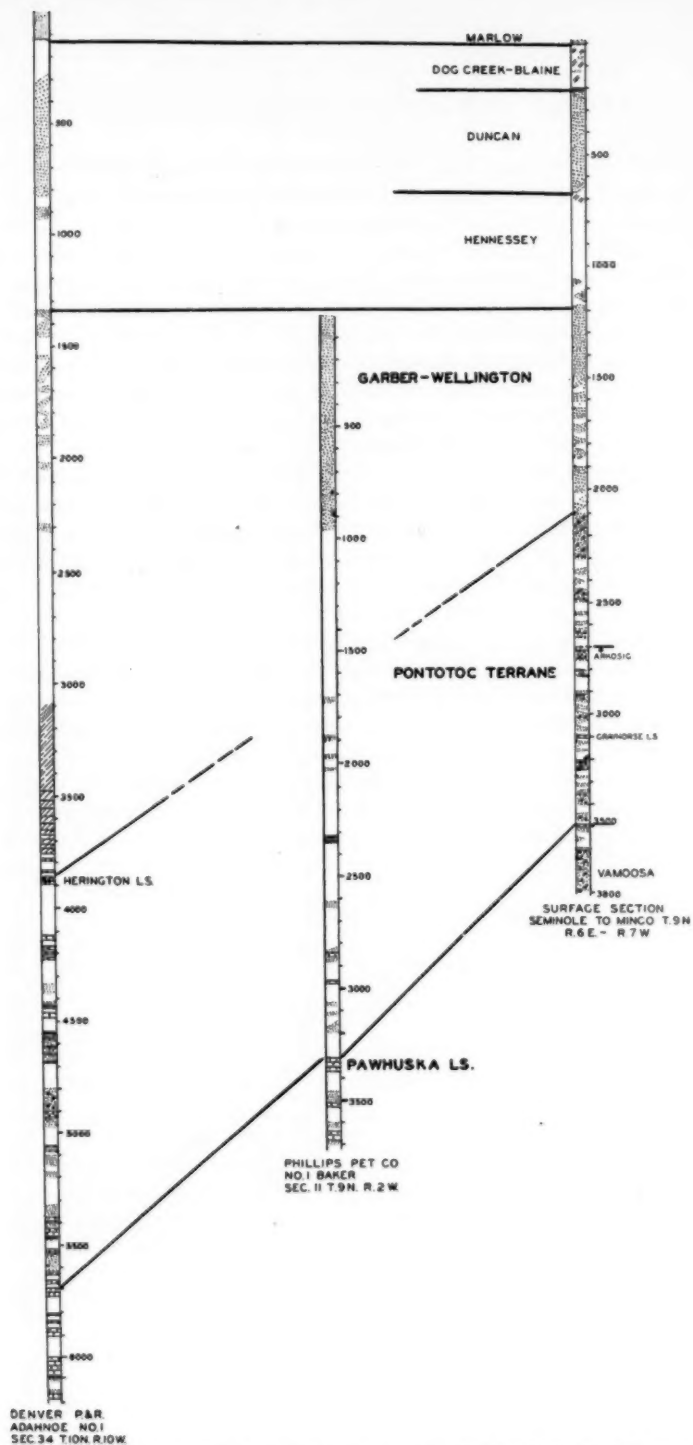 MARLOW
DOG CREEK-BLAINE
DUNCAN
HENNESSEY
GARBER-WELLINGTON
PONTOTOC TERRANE
PAWHUSKA LS.
500
1000
1500
2000
2500
3000
3500
HERINGTON LS.
4000
4500
5000
5500
6000
DENVER P.&R.
ADAHNOE NO.1
SEC.34 T.10N. R.10W.
500
1000
1500
2000
2500
3000
3500
PHILLIPS PET CO
NO.1 BAKER
SEC. 11 T.9N. R.2W.
500
1000
1500
2000
2500
ARKOSIC
3000
GRAINORSE LS
3500
VAMOOSA
3800
SURFACE SECTION
SEMINOLE TO MINCO T.9N
R.6E.- R.7W